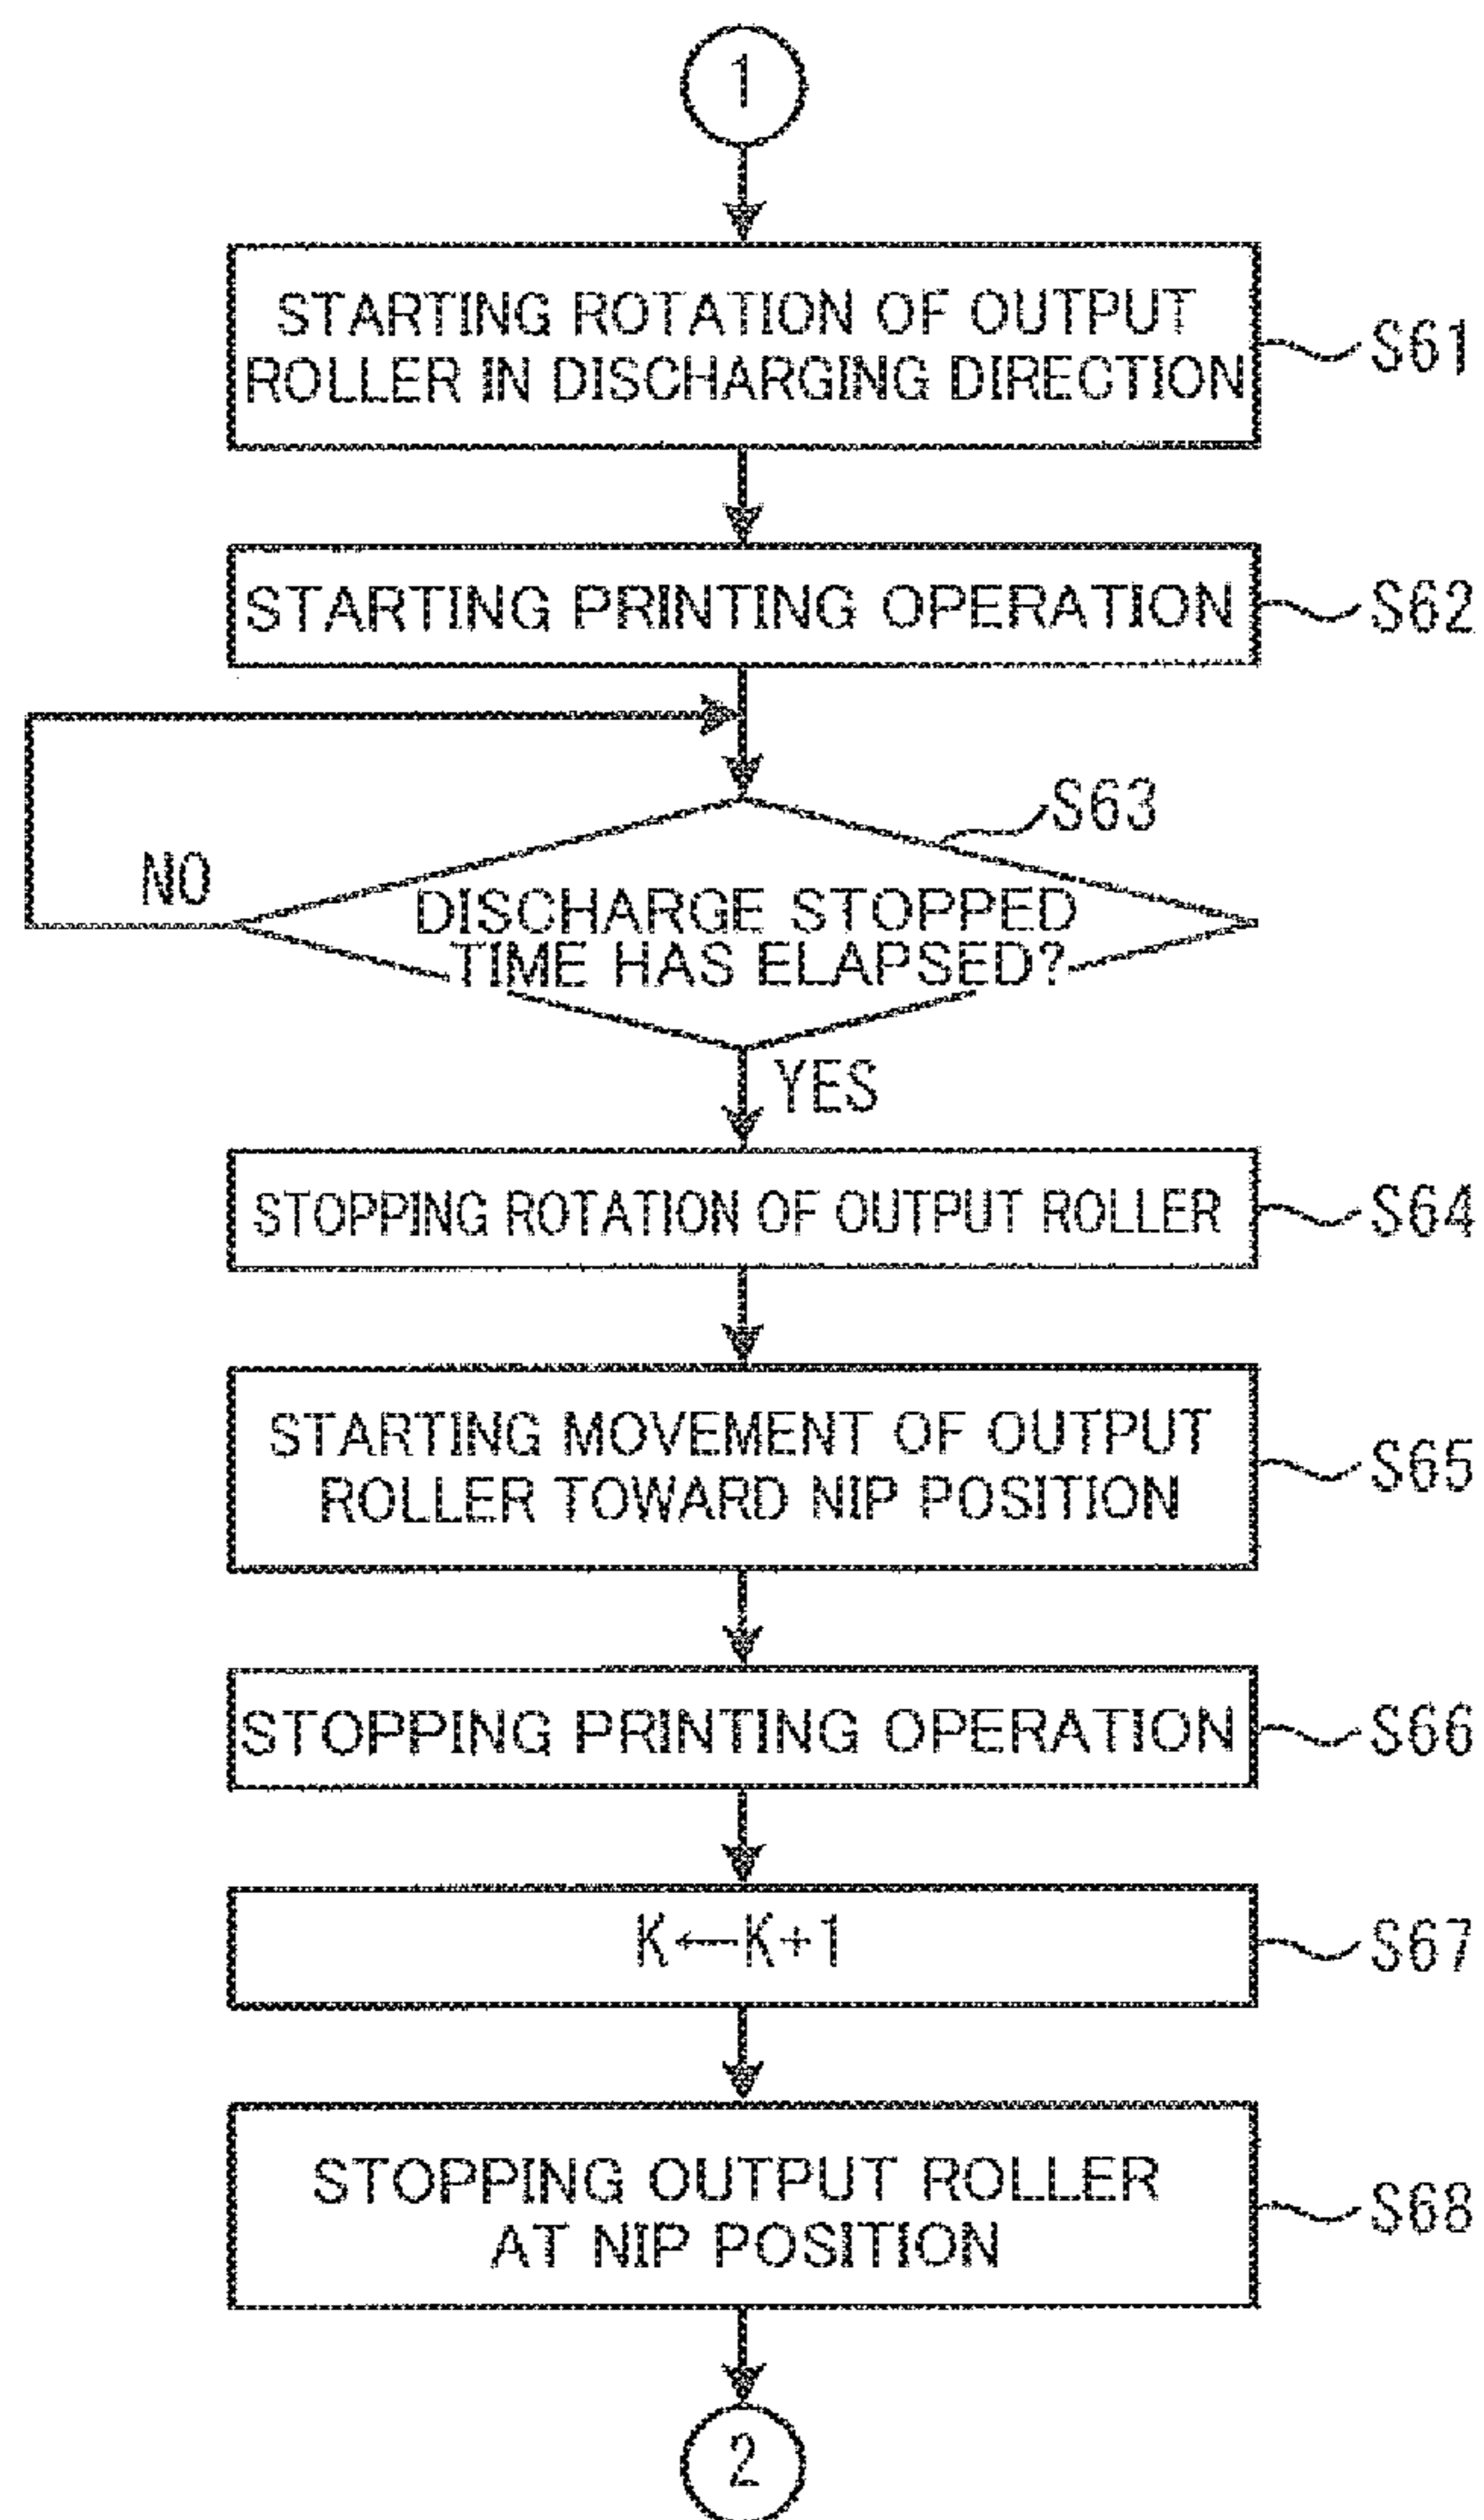 1
STARTING ROTATION OF OUTPUT
ROLLER IN DISCHARGING DIRECTION
S61
STARTING PRINTING OPERATION
S62
S63
NO
DISCHARGE STOPPED
TIME HAS ELAPSED?
YES
STOPPING ROTATION OF OUTPUT ROLLER
S64
STARTING MOVEMENT OF OUTPUT
ROLLER TOWARD NIP POSITION
S65
STOPPING PRINTING OPERATION
S66
K←K+1
S67
STOPPING OUTPUT ROLLER
AT NIP POSITION
S68
2